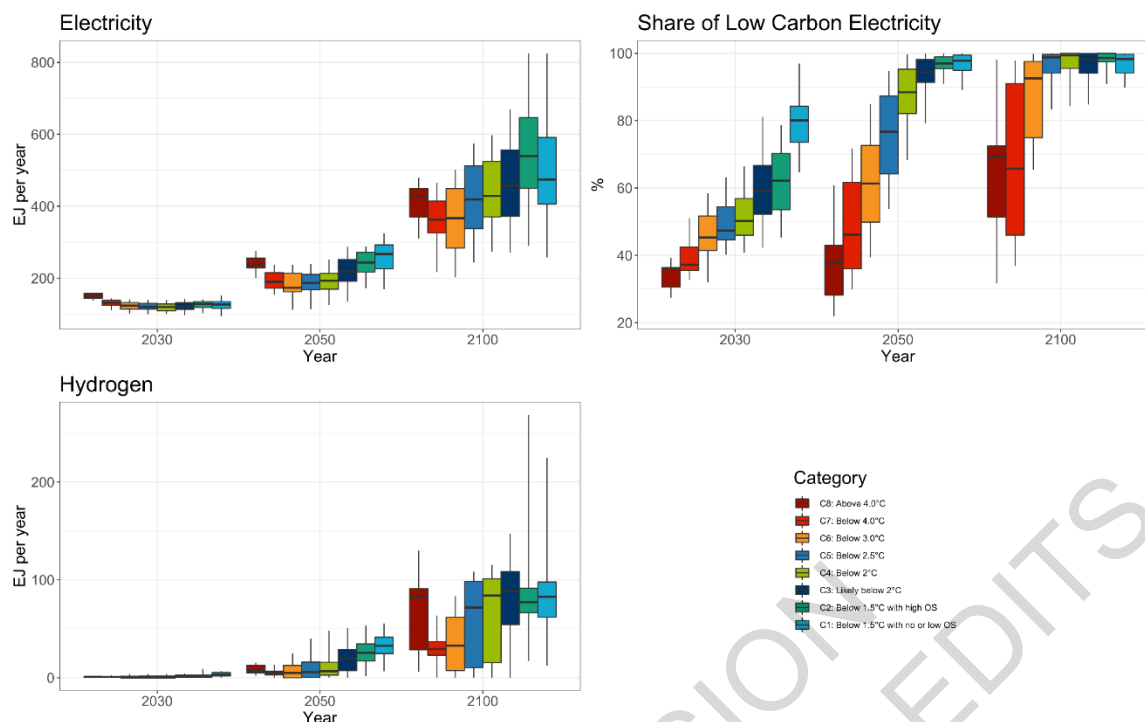 Electricity
800
600
400
200
EJ per year
2030 2050 2100
Year
Share of Low Carbon Electricity
100
80
60
40
20
%
2030 2050 2100
Year
Hydrogen
200
100
0
EJ per year
2030 2050 2100
Year
Category
C8: Above 4.0°C
C7: Below 4.0°C
C6: Below 3.0°C
C5: Below 2.5°C
C4: Below 2°C
C3: Likely below 2°C
C2: Below 1.5°C with high OS
C1: Below 1.5°C with no or low OS
EDITS